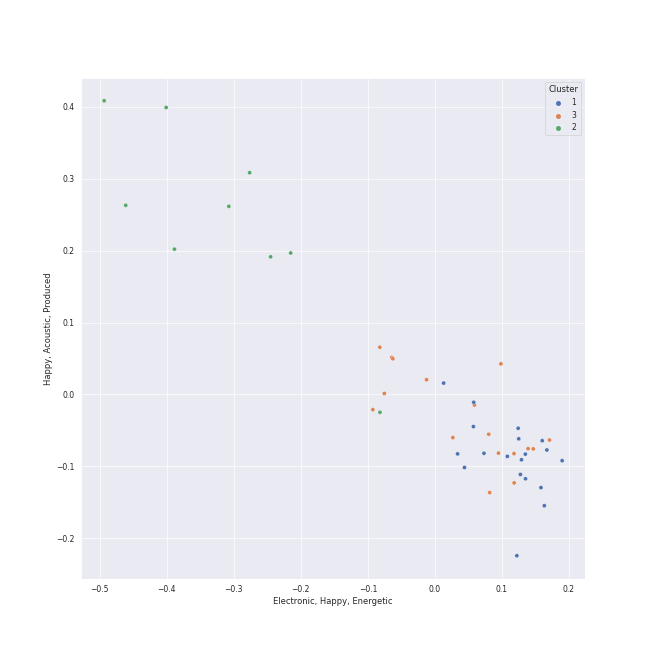 Cluster
1
3
2
0.4
0.3
0.2
0.1
0.0
−0.1
−0.2
Happy, Acoustic, Produced
−0.5 −0.4 −0.3 −0.2 −0.1 0.0 0.1 0.2
Electronic, Happy, Energetic